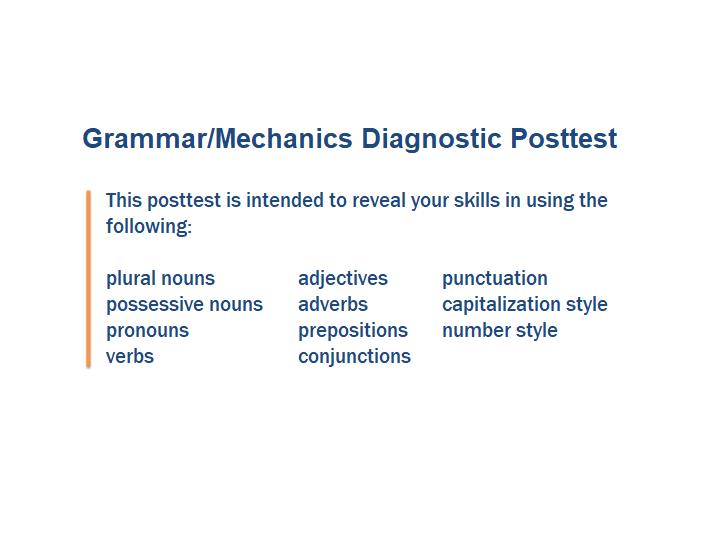 Grammar/Mechanics Diagnostic Posttest
This posttest is intended to reveal your skills in using the
following:
plural nouns
possessive nouns
pronouns
verbs
adjectives
adverbs
prepositions
conjunctions
punctuation
capitalization style
number style